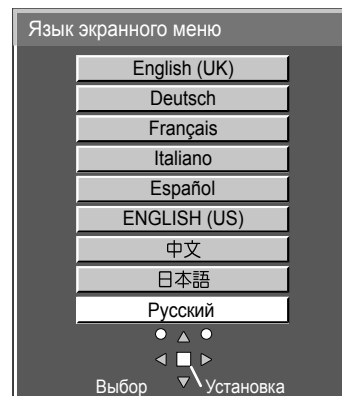 Язык экранного меню
English (UK)
Deutsch
Français
Italiano
Español
ENGLISH (US)
中文
日本語
Русский
Выбор Установка